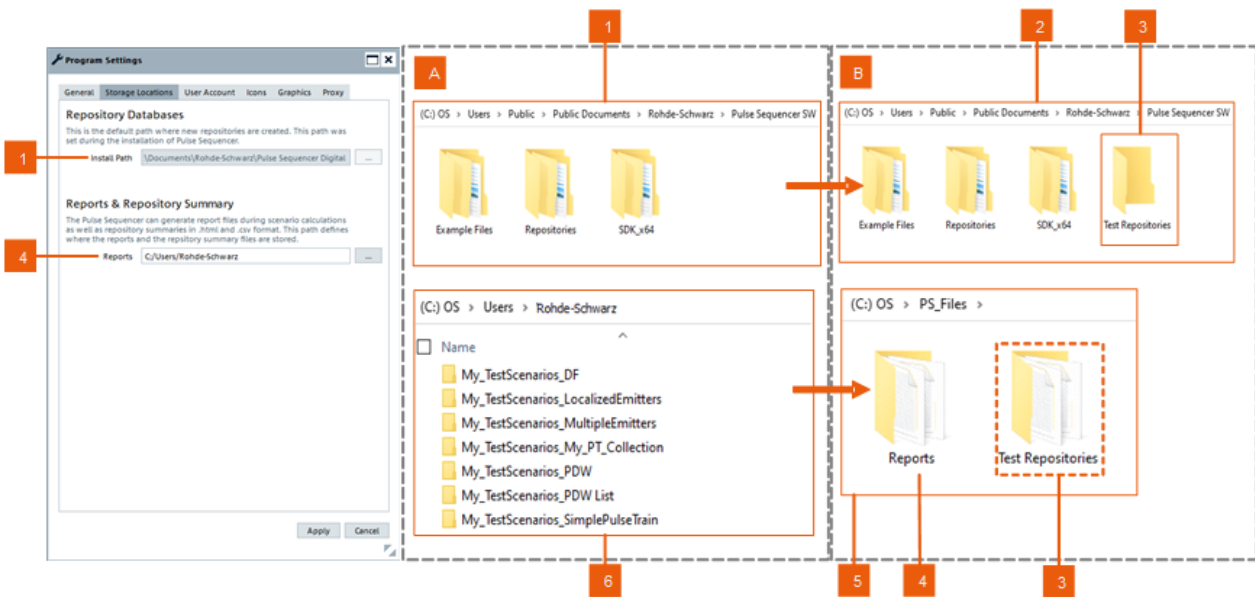 1
2
3
Program Settings
General Storage Locations User Account Icons Graphics Proxy
Repository Databases
This is the default path where new repositories are created. This path was
set during the installation of Pulse Sequencer.
1
Install Path \Documents\Rohde-Schwarz\Pulse Sequencer Digital ...
Reports & Repository Summary
The Pulse Sequencer can generate report files during scenario calculations
as well as repository summaries in .html and .csv format. This path defines
where the reports and the repsitory summary files are stored.
4
Reports C:/Users/Rohde-Schwarz ...
Apply Cancel
A
(C:) OS > Users > Public > Public Documents > Rohde-Schwarz > Pulse Sequencer SW
Example Files
Repositories
SDK_x64
(C:) OS > Users > Rohde-Schwarz
Name
My_TestScenarios_DF
My_TestScenarios_LocalizedEmitters
My_TestScenarios_MultipleEmitters
My_TestScenarios_My_PT_Collection
My_TestScenarios_PDW
My_TestScenarios_PDW List
My_TestScenarios_SimplePulseTrain
6
B
(C:) OS > Users > Public > Public Documents > Rohde-Schwarz > Pulse Sequencer SW
Example Files
Repositories
SDK_x64
Test Repositories
(C:) OS > PS_Files >
Reports
Test Repositories
5
4
3